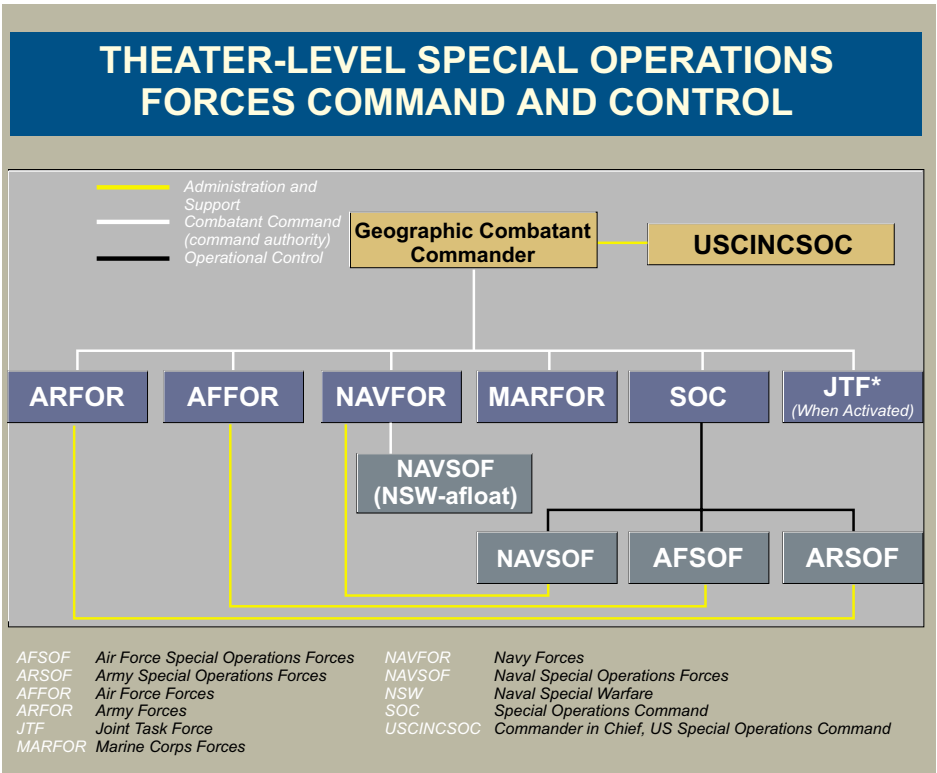 THEATER-LEVEL SPECIAL OPERATIONS
FORCES COMMAND AND CONTROL
Administration and
Support
Combatant Command
(command authority)
Operational Control
Geographic Combatant
Commander
USCINCSOC
ARFOR
AFFOR
NAVFOR
MARFOR
SOC
JTF*
(When Activated)
NAVSOF
(NSW-afloat)
NAVSOF
AFSOF
ARSOF
AFSOF Air Force Special Operations Forces
ARSOF Army Special Operations Forces
AFFOR Air Force Forces
ARFOR Army Forces
JTF Joint Task Force
MARFOR Marine Corps Forces
NAVFOR Navy Forces
NAVSOF Naval Special Operations Forces
NSW Naval Special Warfare
SOC Special Operations Command
USCINCSOC Commander in Chief, US Special Operations Command